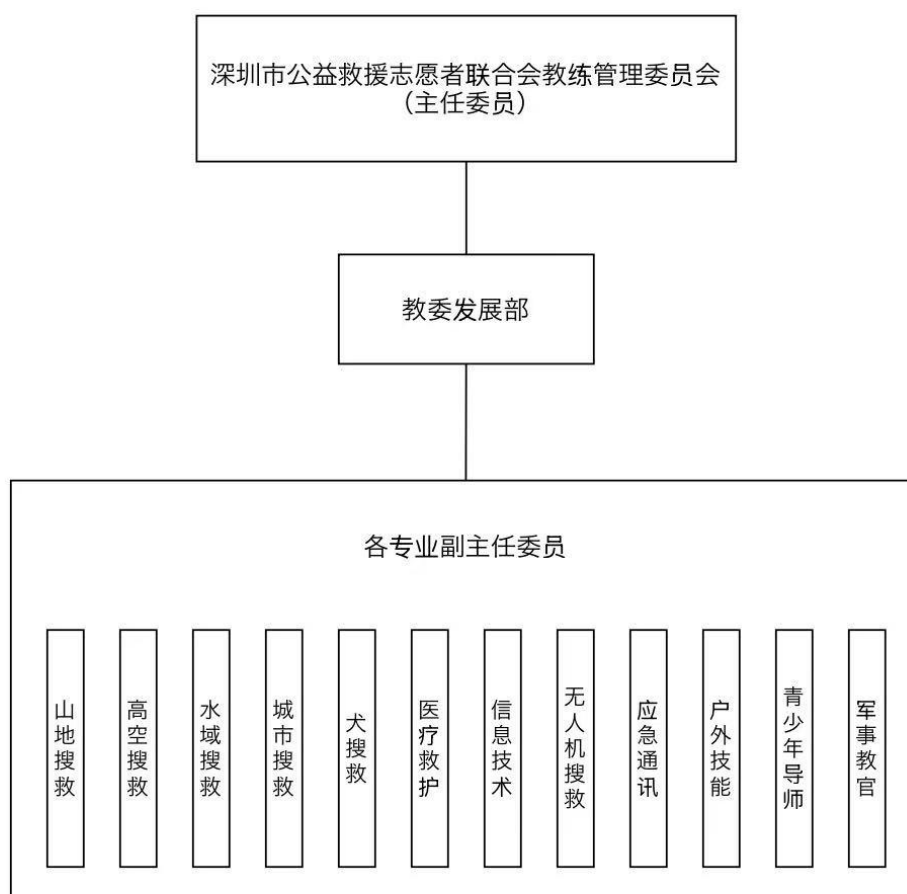 深圳市公益救援志愿者联合会教练管理委员会
（主任委员）
教委发展部
各专业副主任委员
山地搜救
高空搜救
水域搜救
城市搜救
犬搜救
医疗救护
信息技术
无人机搜救
应急通讯
户外技能
青少年导师
军事教官